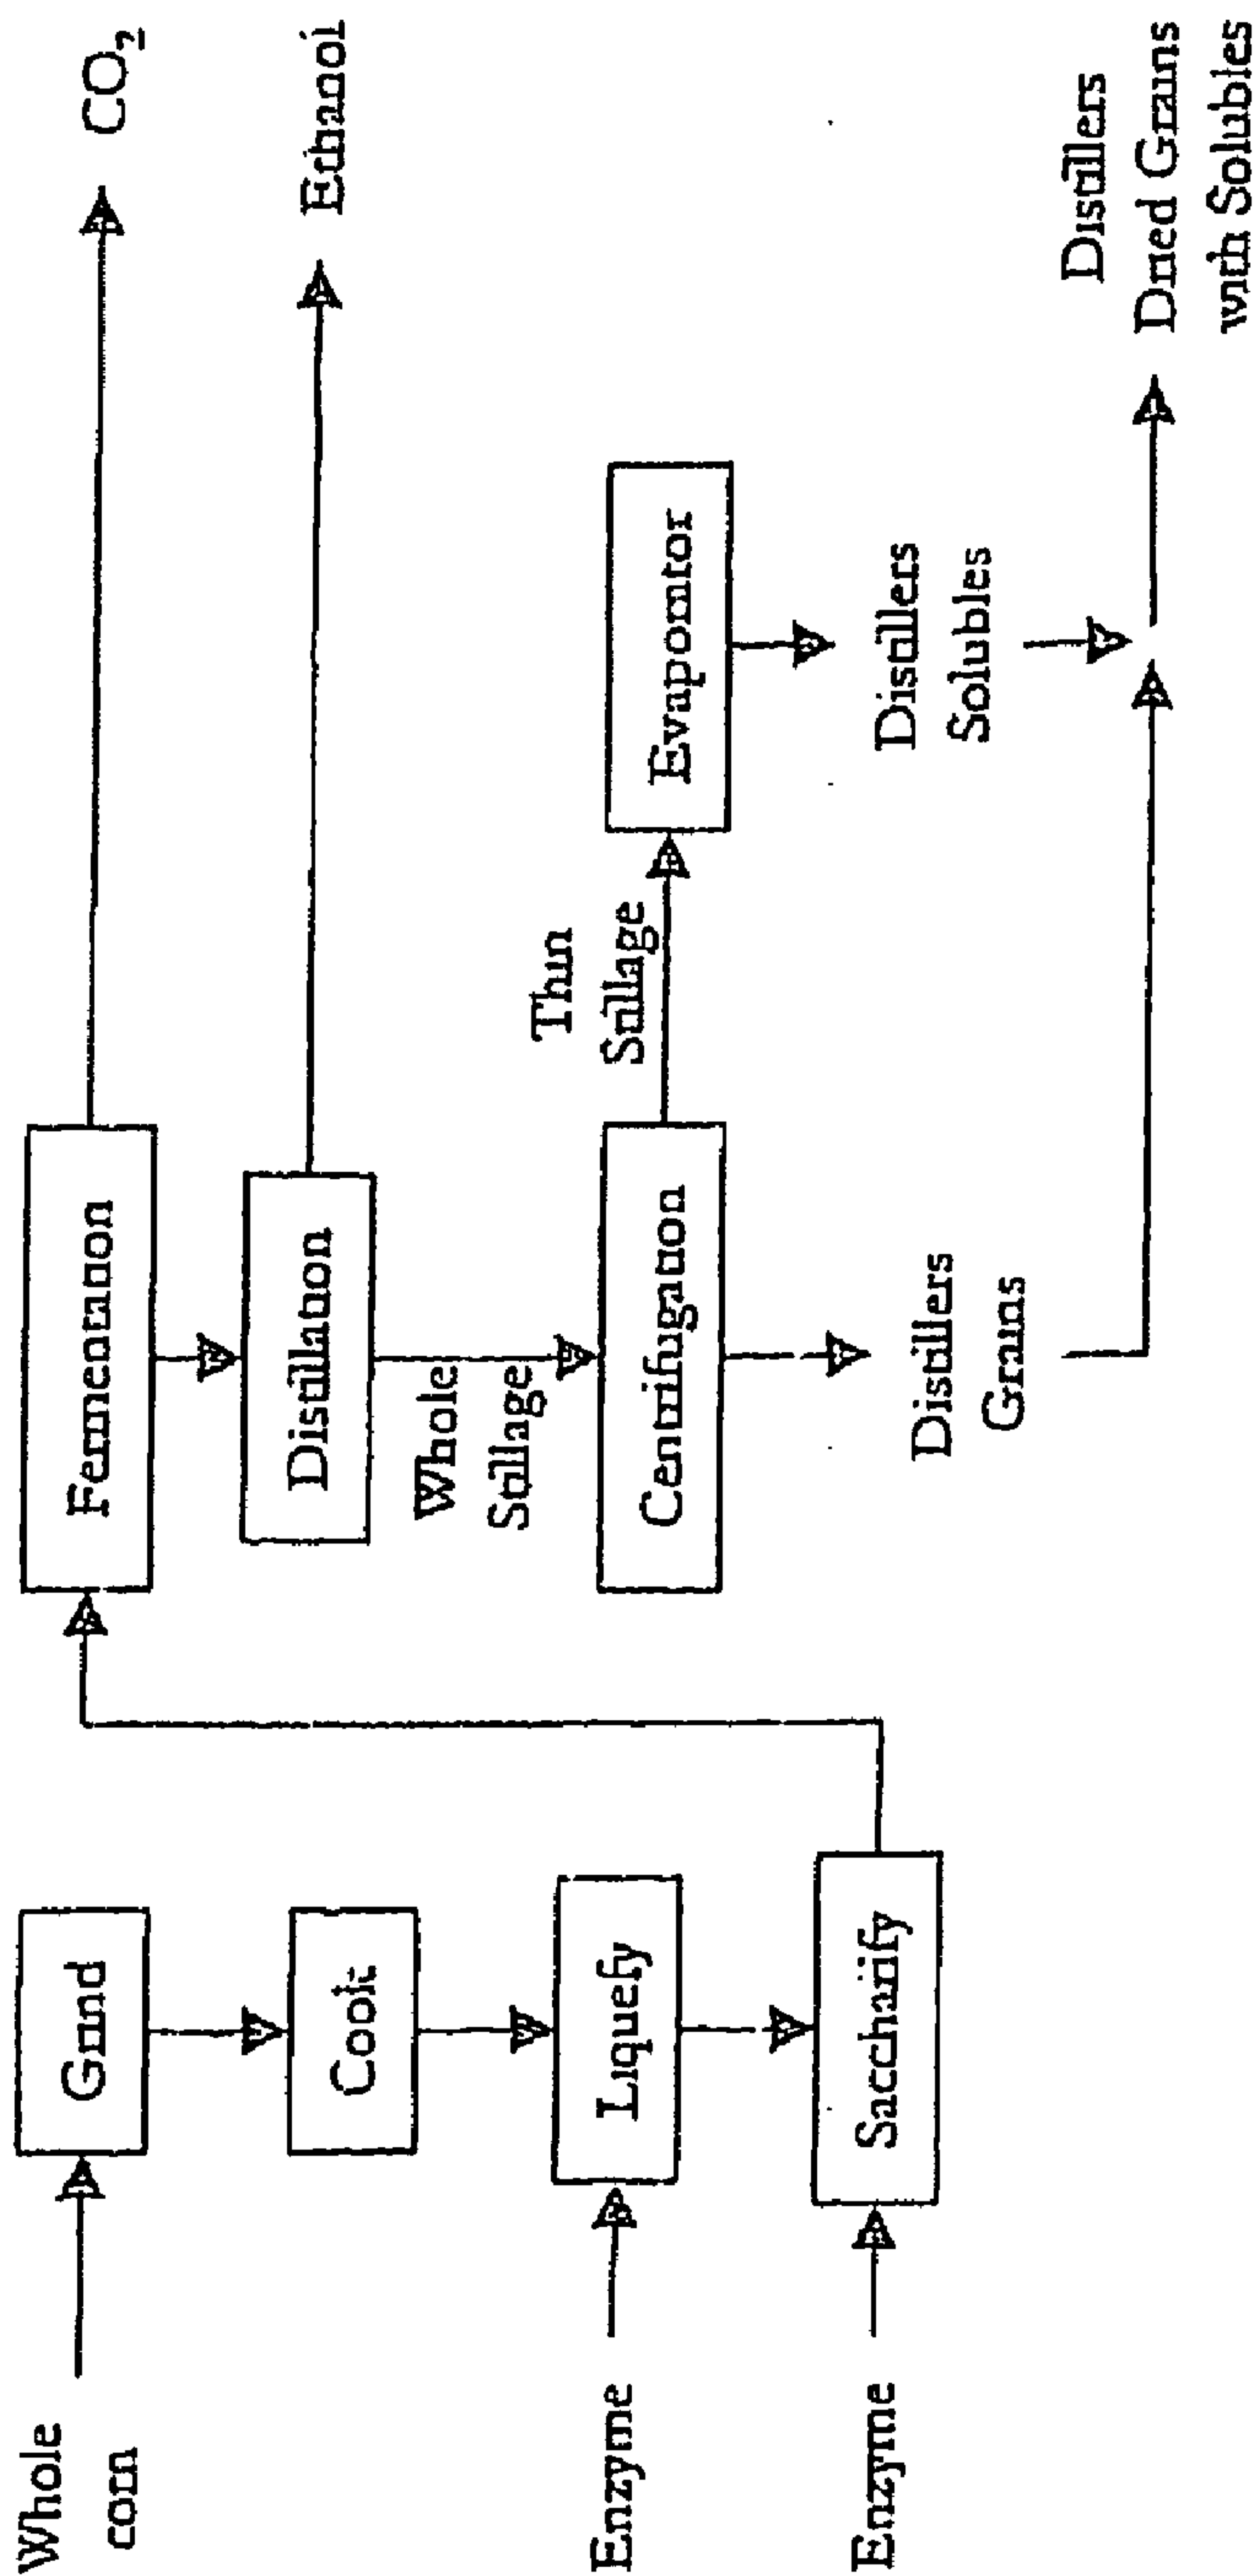 Whole
corn
Grind
Cook
Enzyme
Liquefy
Enzyme
Saccharify
Fermentation
CO₂
Distillation
Ethanol
Whole
Stillage
Centrifugation
Thin
Stillage
Evaporator
Distillers
Grains
Distillers
Solubles
Distillers
Dried Grains
with Solubles